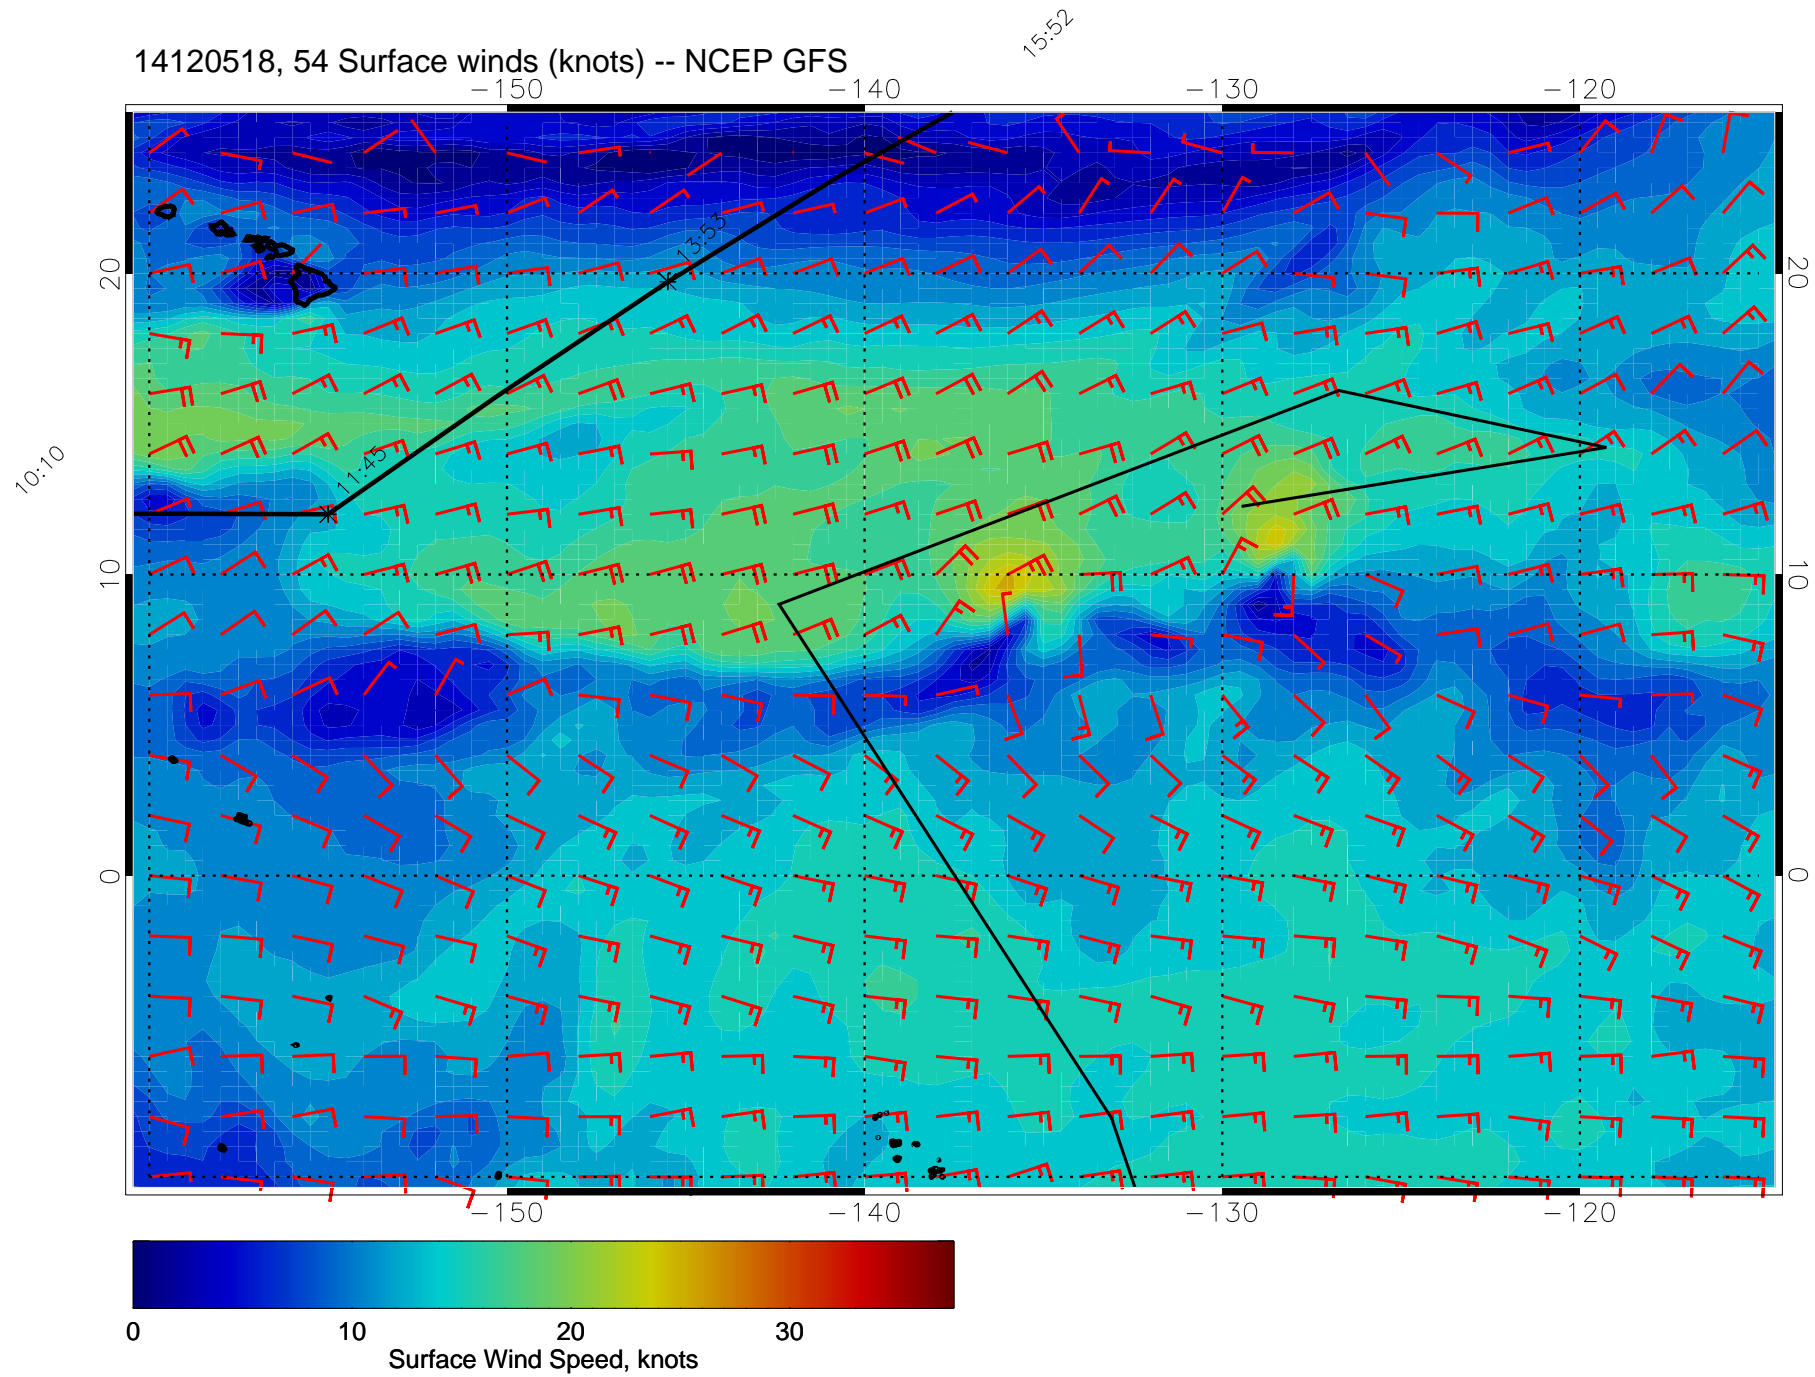 15:52
14120518, 54 Surface winds (knots) -- NCEP GFS
-150 -140 -130 -120
13:53
20 20
11:45
10:10
10 10
0 0
-150 -140 -130 -120
0 10 20 30
Surface Wind Speed, knots